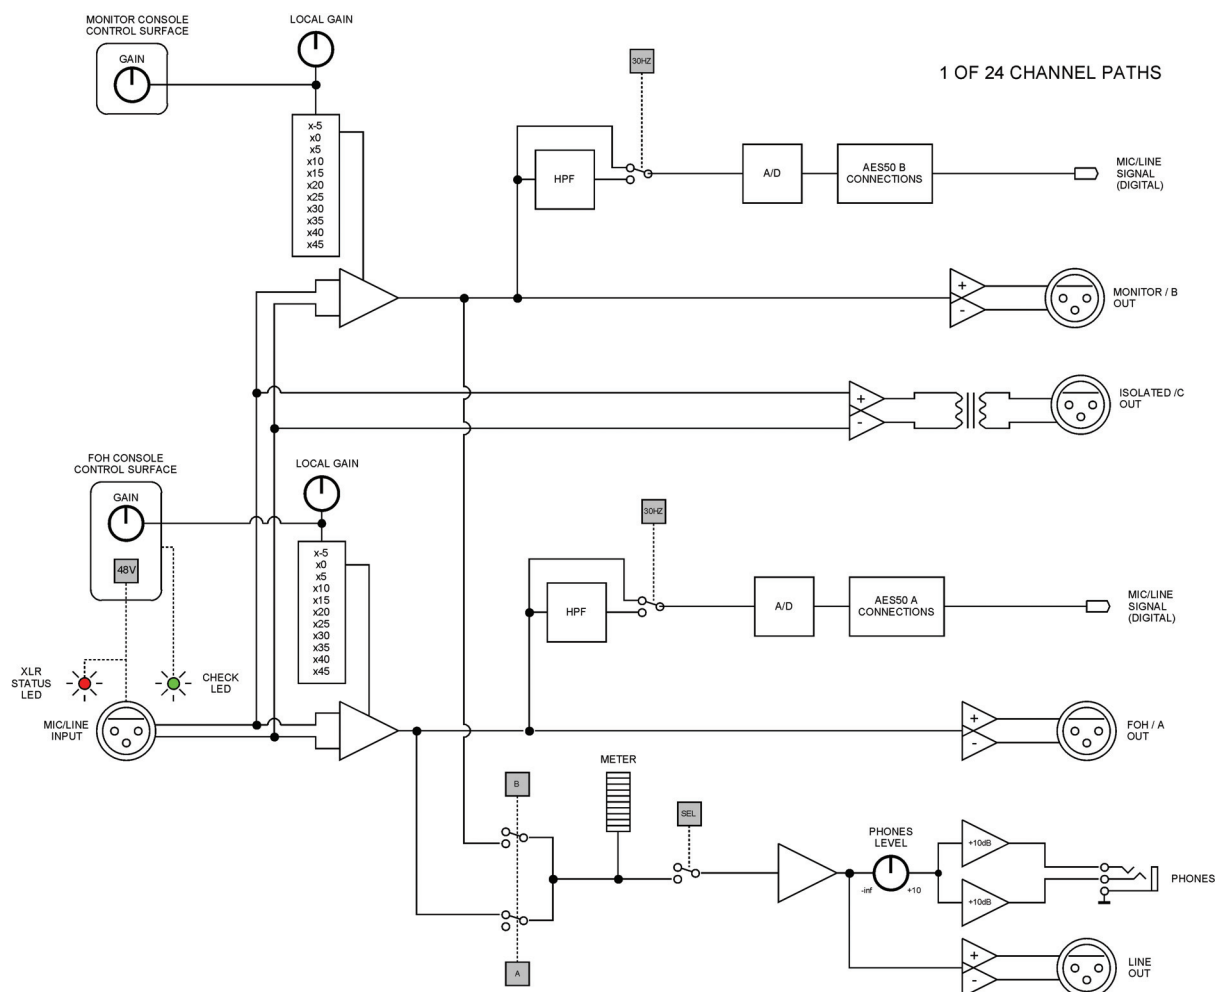 MONITOR CONSOLE
CONTROL SURFACE
GAIN
LOCAL GAIN
x-5
x0
x5
x10
x15
x20
x25
x30
x35
x40
x45
30HZ
1 OF 24 CHANNEL PATHS
HPF
A/D
AES50 B
CONNECTIONS
MIC/LINE
SIGNAL
(DIGITAL)
+
-
MONITOR / B
OUT
+
-
ISOLATED /C
OUT
FOH CONSOLE
CONTROL SURFACE
GAIN
48V
LOCAL GAIN
x-5
x0
x5
x10
x15
x20
x25
x30
x35
x40
x45
30HZ
HPF
A/D
AES50 A
CONNECTIONS
MIC/LINE
SIGNAL
(DIGITAL)
XLR
STATUS
LED
CHECK
LED
MIC/LINE
INPUT
+
-
FOH / A
OUT
B
A
METER
SEL
PHONES
LEVEL
-inf
+10
+10dB
+10dB
PHONES
+
-
LINE
OUT